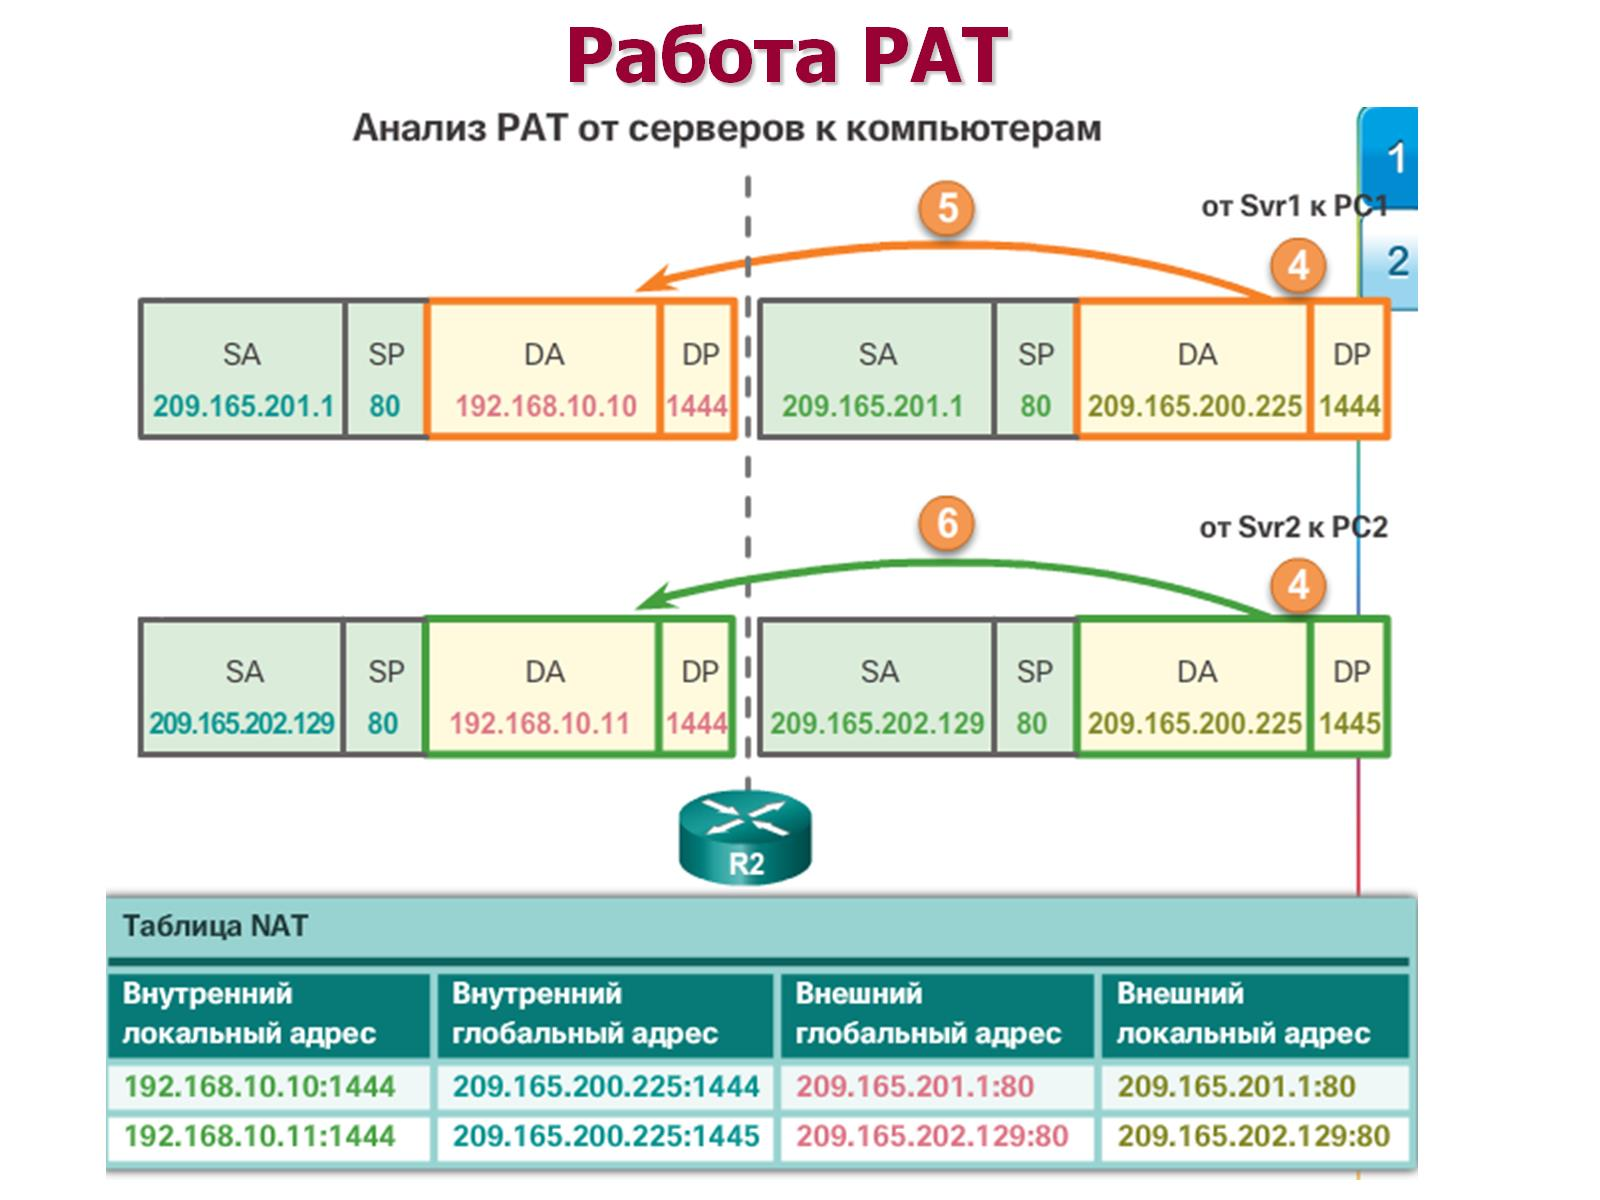 Работа PAT
Анализ PAT от серверов к компьютерам
1
2
5
от Svr1 к PC1
4
SA SP DA DP SA SP DA DP
209.165.201.1 80 192.168.10.10 1444 209.165.201.1 80 209.165.200.225 1444
6
от Svr2 к PC2
4
SA SP DA DP SA SP DA DP
209.165.202.129 80 192.168.10.11 1444 209.165.202.129 80 209.165.200.225 1445
R2
Таблица NAT
Внутренний Внутренний Внешний Внешний
локальный адрес глобальный адрес глобальный адрес локальный адрес
192.168.10.10:1444 209.165.200.225:1444 209.165.201.1:80 209.165.201.1:80
192.168.10.11:1444 209.165.200.225:1445 209.165.202.129:80 209.165.202.129:80